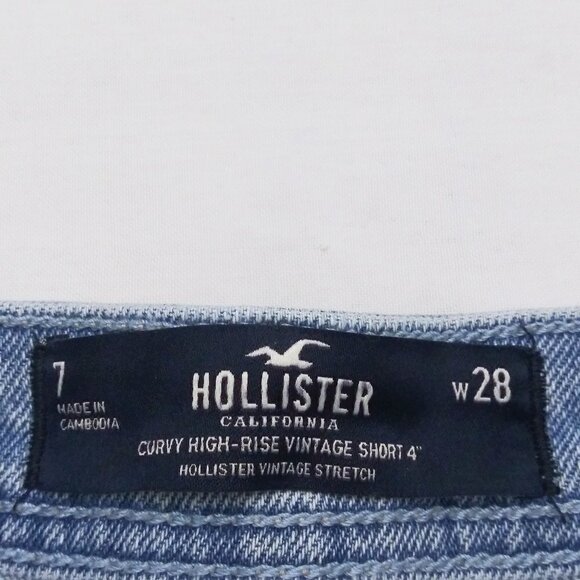 7
MADE IN
CAMBODIA
HOLLISTER
CALIFORNIA
W28
CURVY HIGH-RISE VINTAGE SHORT 4"
HOLLISTER VINTAGE STRETCH